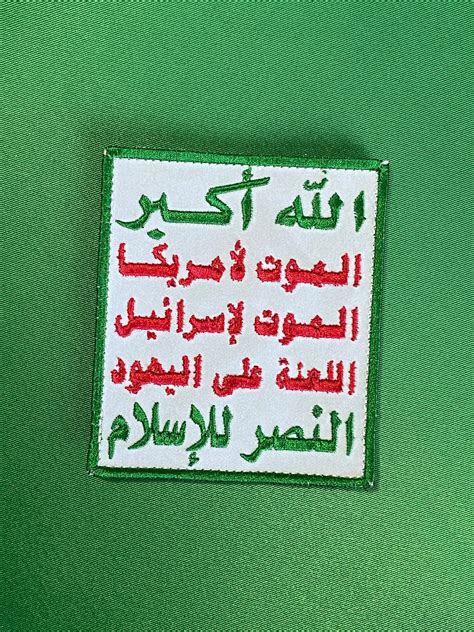 الله أكبر
الموت لأمريكا
الموت لإسرائيل
اللعنة على اليهود
النصر للإسلام